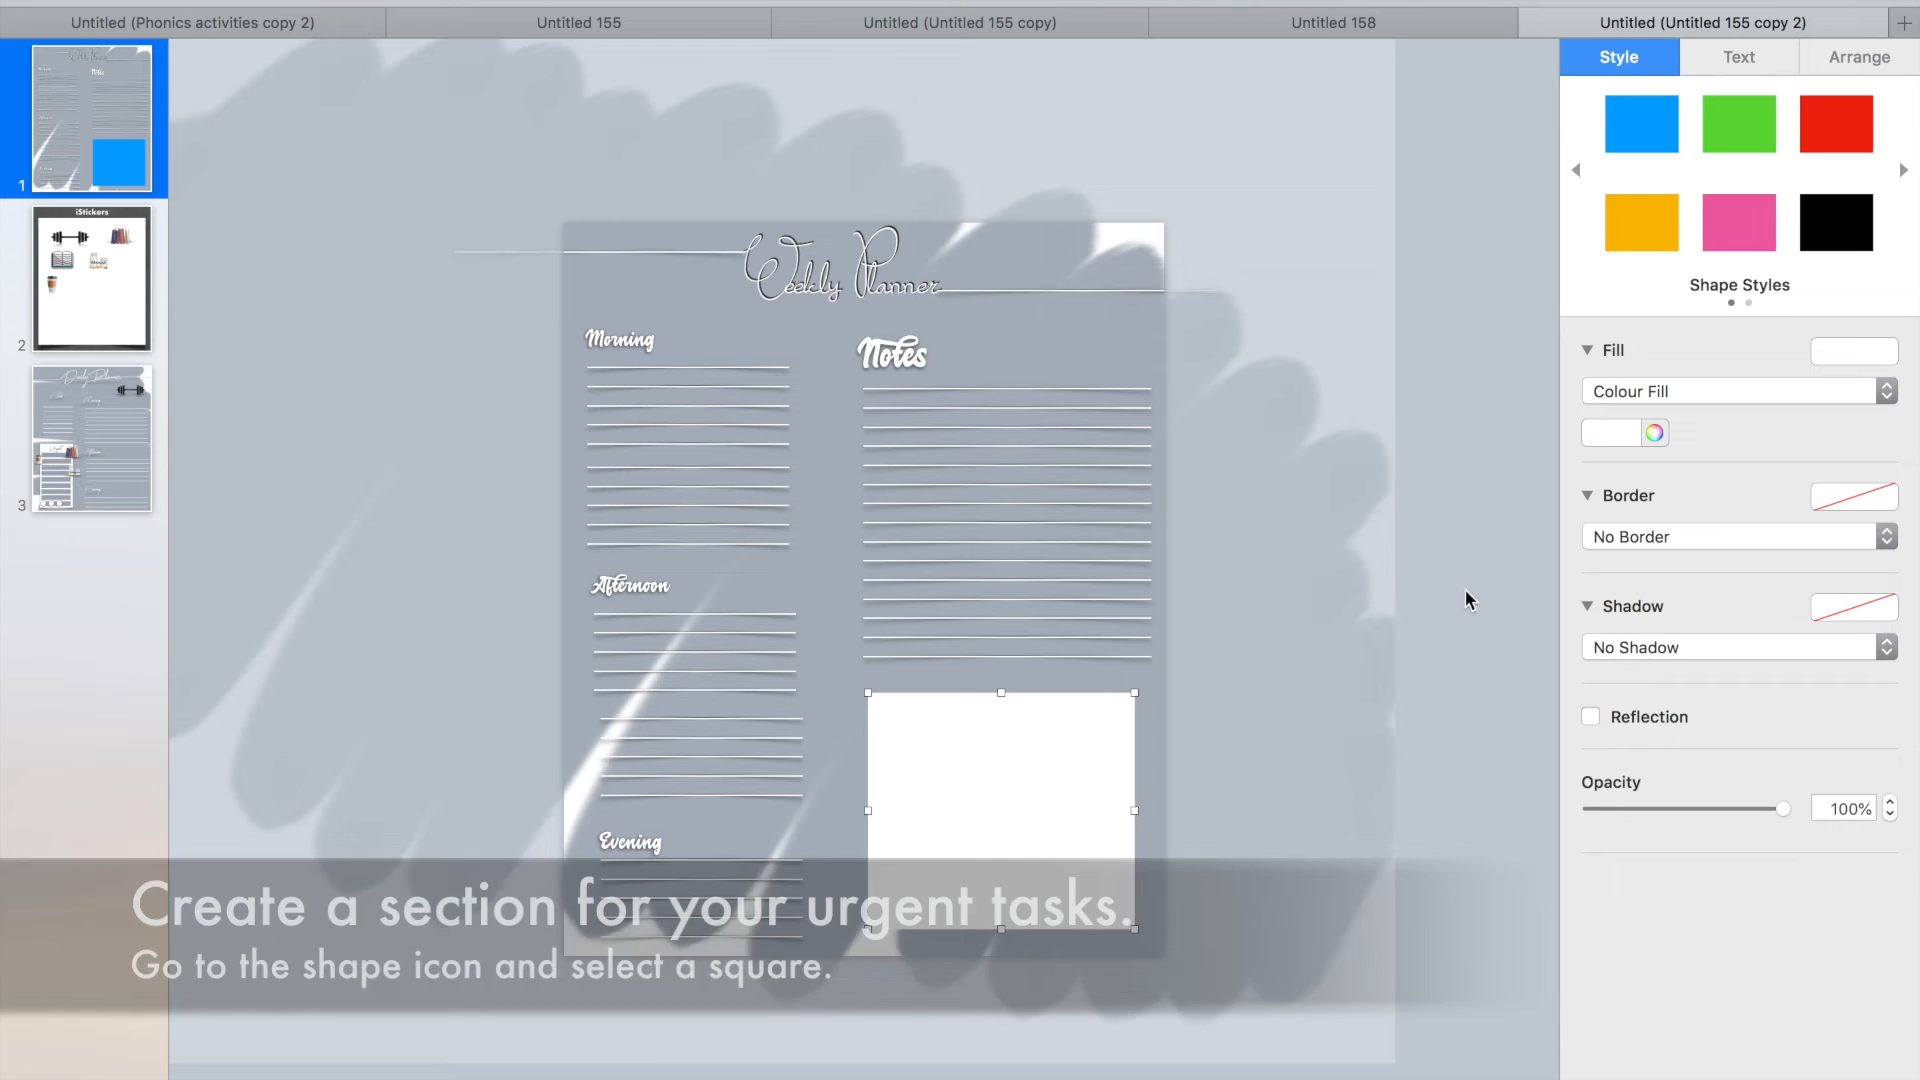 Untitled (Phonics activities copy 2)
Untitled 155
Untitled (Untitled 155 copy)
Untitled 158
Untitled (Untitled 155 copy 2)
+
Style
Text
Arrange
Shape Styles
Fill
Colour Fill
Border
No Border
Shadow
No Shadow
Reflection
Opacity
100%
1
iStickers
2
Daily Planner
3
Weekly Planner
Morning
Notes
Afternoon
Evening
Create a section for your urgent tasks.
Go to the shape icon and select a square.